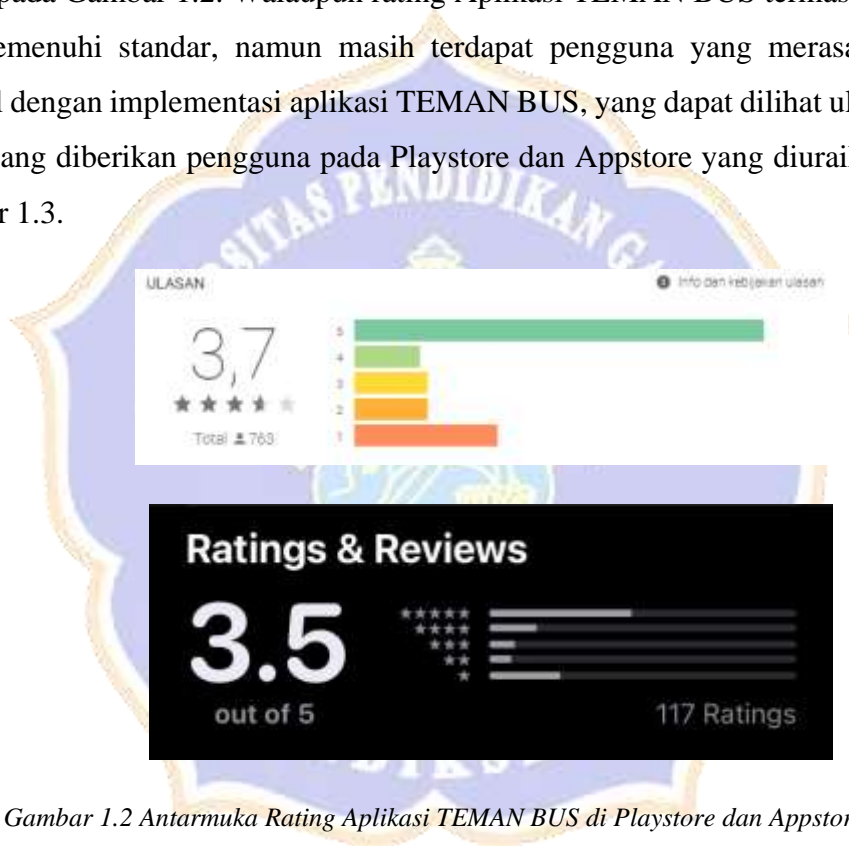 pada Gambar 1.2. Walaupun rating Aplikasi TEMAN BUS
emenuhi standar, namun masih terdapat pengguna yang merasa
dengan implementasi aplikasi TEMAN BUS, yang dapat dilihat ul
ang diberikan pengguna pada Playstore dan Appstore yang diurai
r 1.3.
PENDIDIKAN
ULASAN
Info dan kebijakan ulasan
3,7
Total 763
5
4
3
2
1
Ratings & Reviews
3.5
out of 5
117 Ratings
Gambar 1.2 Antarmuka Rating Aplikasi TEMAN BUS di Playstore dan Appstor